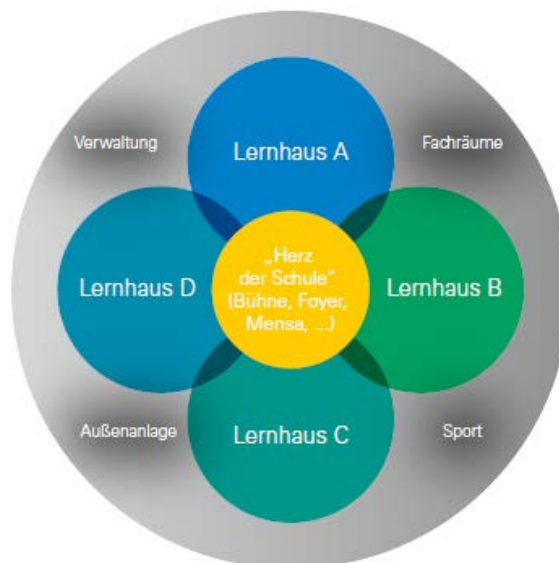 Lernhaus A
Verwaltung
Fachräume
„Herz
der Schule“
(Bühne, Foyer,
Mensa, ...)
Lernhaus D
Lernhaus B
Außenanlage
Lernhaus C
Sport